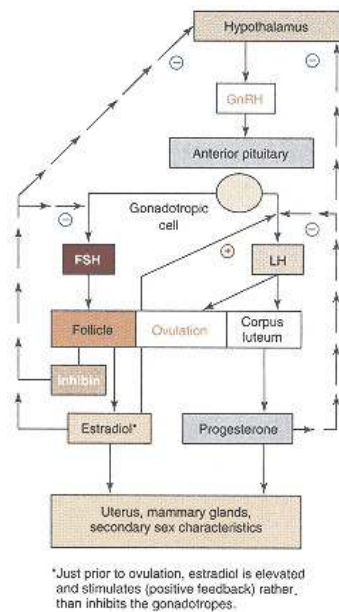 Hypothalamus
−
−
GnRH
Anterior pituitary
Gonadotropic
cell
−
−
+
FSH
LH
Follicle
Ovulation
Corpus
luteum
Inhibin
Estradiol*
Progesterone
Uterus, mammary glands,
secondary sex characteristics
*Just prior to ovulation, estradiol is elevated
and stimulates (positive feedback) rather,
than inhibits the gonadotropes.